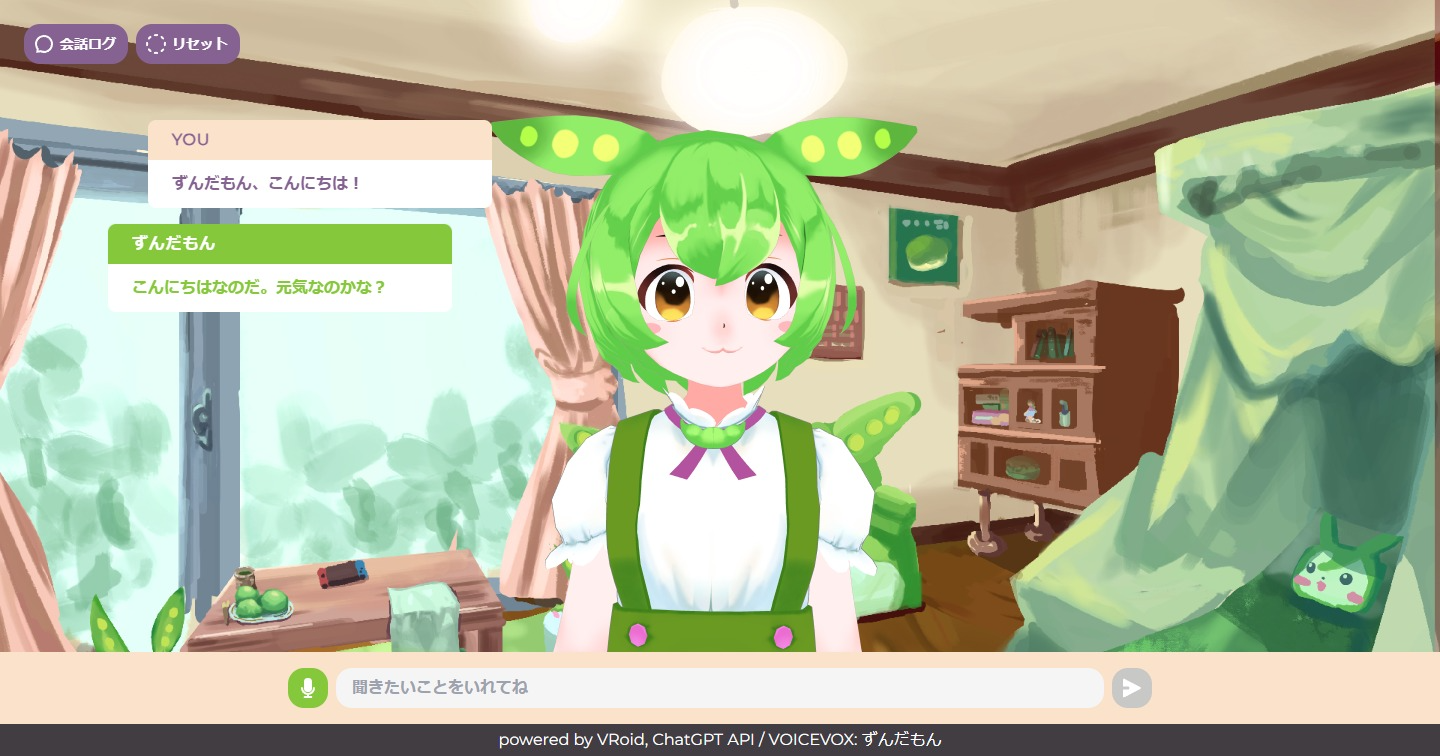 会話ログ
リセット
YOU
ずんだもん、こんにちは！
ずんだもん
こんにちはなのだ。元気なのかな？
聞きたいことをいれてね
powered by VRoid, ChatGPT API / VOICEVOX: ずんだもん